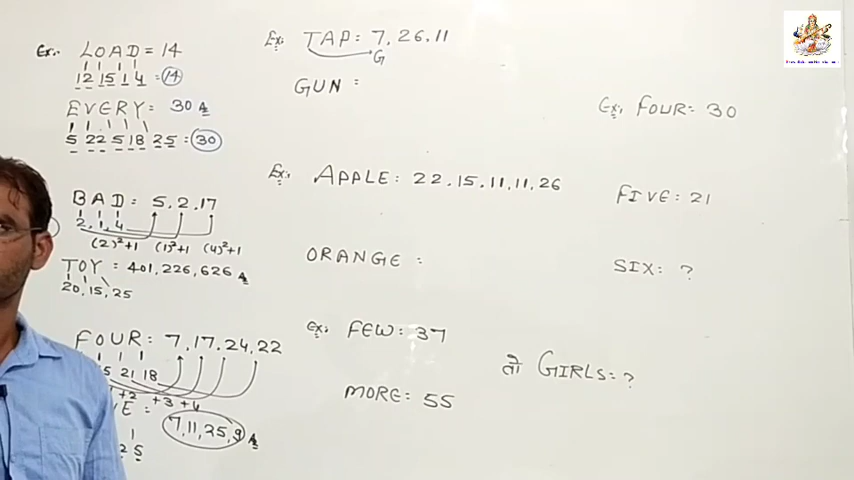 Ex:- LOAD = 14
12 15 1 4 = 14
EVERY: 30 A
5 22 5 18 25 = 30
BAD: 5.2.17
2, 1, 4
(2)²+1 (1)²+1 (4)²+1
TOY = 401,226,626 A
20,15,25
FOUR: 7.17.24,22
21 18
+2 +3 +4
E = 7,11,25,9 A
5
Ex: TAP: 7,26.11
G
GUN =
Ex: APPLE: 22.15.11.11.26
ORANGE :
Ex: FEW: 37
MORE: 55
Ex: FOUR: 30
FIVE: 21
SIX: ?
तो GIRLS=?